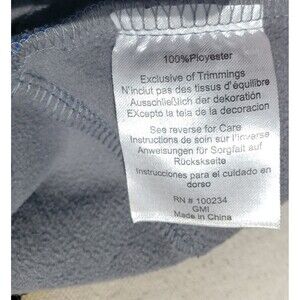 100%Ployester
Exclusive of Trimmings
N'inclut pas des tissus d'équilibre
Ausschließlich der dekoration
EXcepto la tela de la decoracion
See reverse for Care
Instructions de soin sur l'inverse
Anweisungen für Sorgfalt auf
Rückskseite
Instrucciones para el cuidado en
dorso
RN # 100234
GMI
Made in China